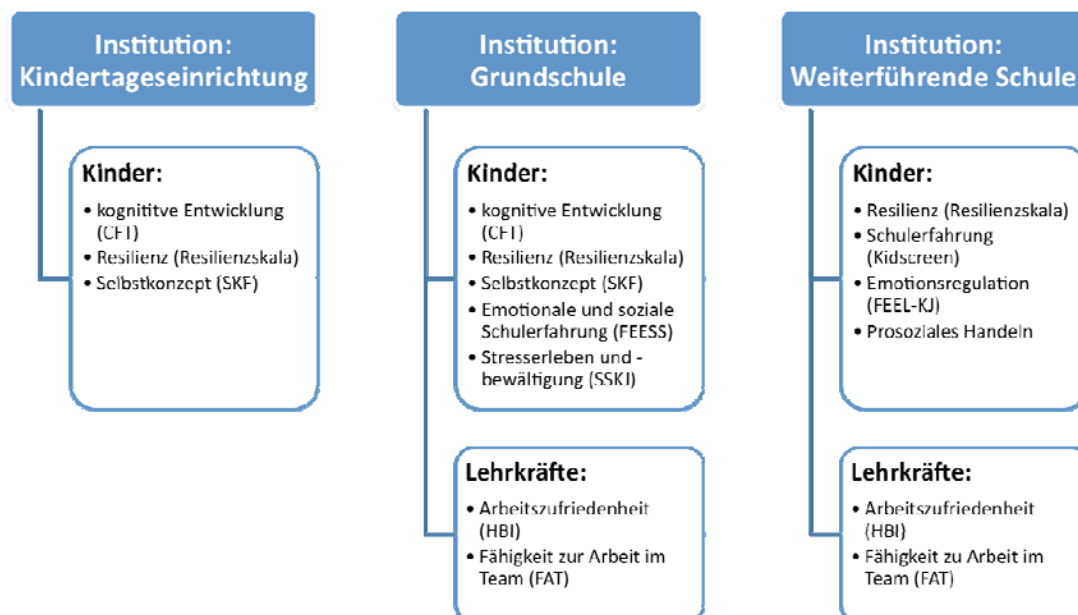 Institution:
Kindertageseinrichtung
Kinder:
• kognititve Entwicklung
(CFT)
• Resilienz (Resilienzskala)
• Selbstkonzept (SKF)
Institution:
Grundschule
Kinder:
• kognitive Entwicklung
(CFT)
• Resilienz (Resilienzskala)
• Selbstkonzept (SKF)
• Emotionale und soziale
Schulerfahrung (FEESS)
• Stresserleben und -
bewältigung (SSKJ)
Lehrkräfte:
• Arbeitszufriedenheit
(HBI)
• Fähigkeit zur Arbeit im
Team (FAT)
Institution:
Weiterführende Schule
Kinder:
• Resilienz (Resilienzskala)
• Schulerfahrung
(Kidscreen)
• Emotionsregulation
(FEEL-KJ)
• Prosoziales Handeln
Lehrkräfte:
• Arbeitszufriedenheit
(HBI)
• Fähigkeit zu Arbeit im
Team (FAT)